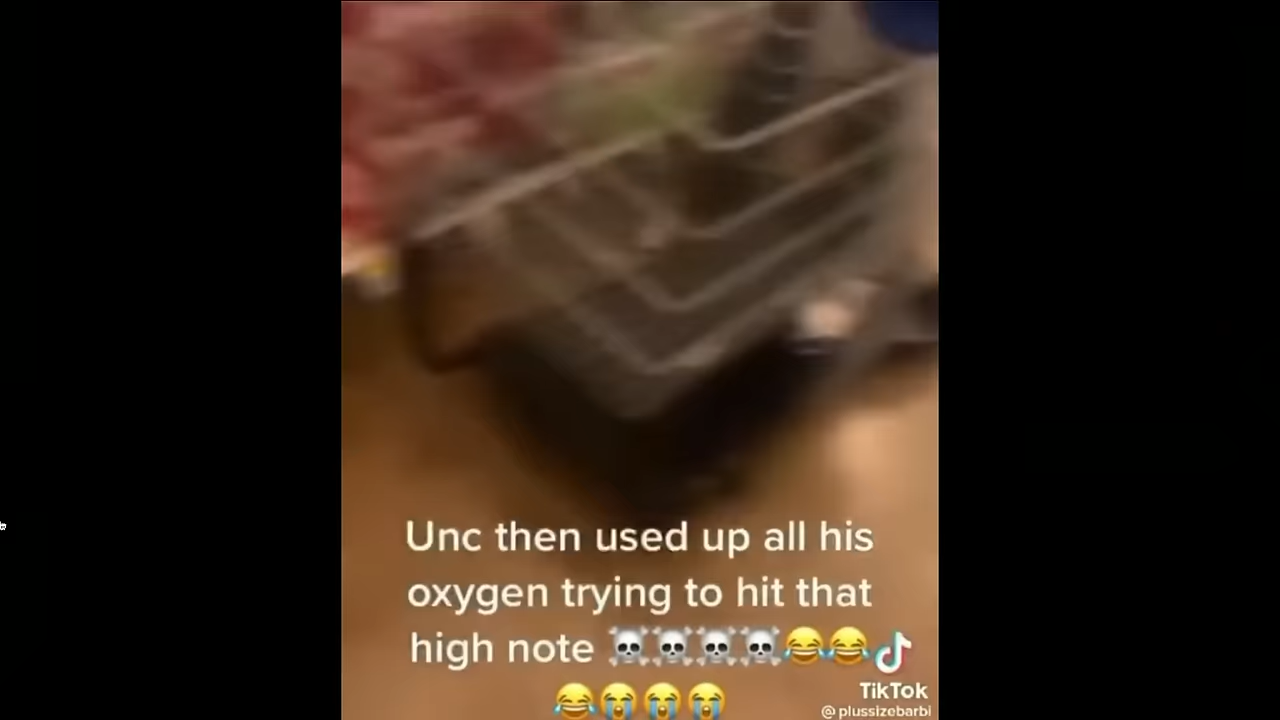 Unc then used up all his
oxygen trying to hit that
high note ☠️☠️☠️☠️😂😂
😂😭😭😭
TikTok
@plussizebarbi